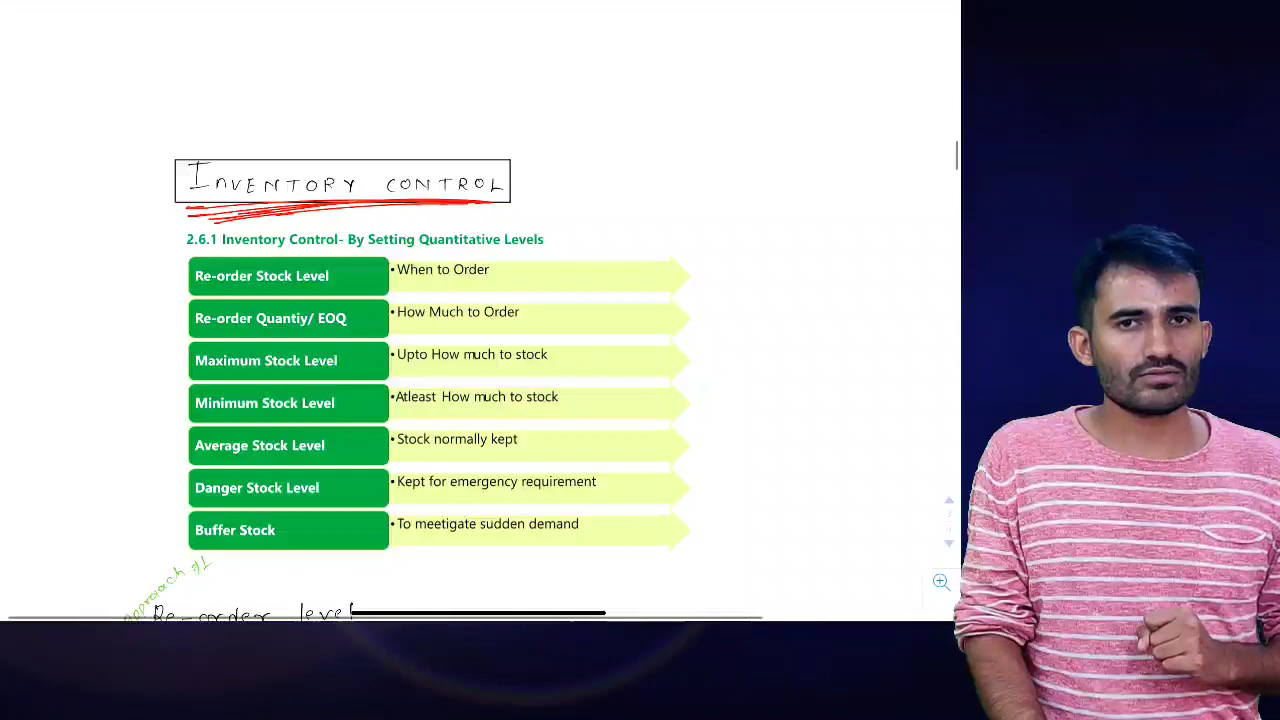 INVENTORY CONTROL
2.6.1 Inventory Control- By Setting Quantitative Levels
Re-order Stock Level
•When to Order
Re-order Quantiy/ EOQ
•How Much to Order
Maximum Stock Level
•Upto How much to stock
Minimum Stock Level
•Atleast How much to stock
Average Stock Level
•Stock normally kept
Danger Stock Level
•Kept for emergency requirement
Buffer Stock
•To meetigate sudden demand
Approach #1
Re-order level